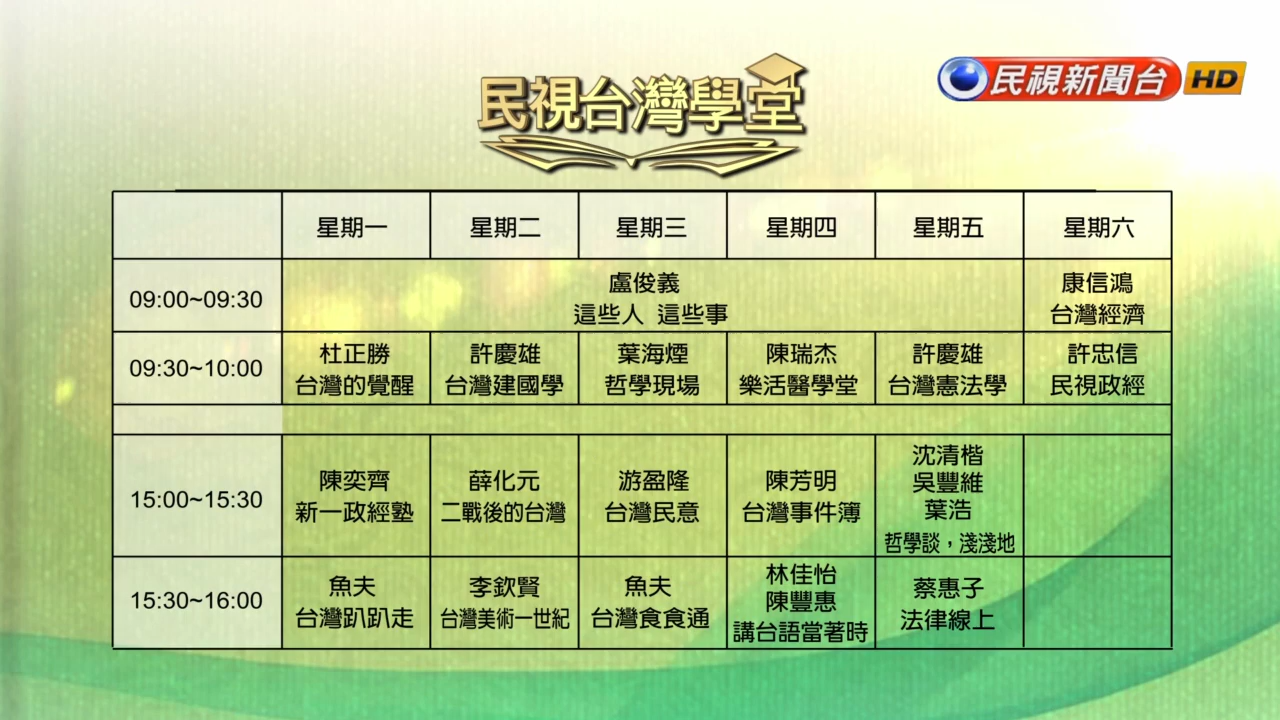 民視台灣學堂
民視新聞台 HD
星期一 星期二 星期三 星期四 星期五 星期六
09:00~09:30
盧俊義
這些人 這些事
康信鴻
台灣經濟
09:30~10:00
杜正勝
台灣的覺醒
許慶雄
台灣建國學
葉海煙
哲學現場
陳瑞杰
樂活醫學堂
許慶雄
台灣憲法學
許忠信
民視政經
15:00~15:30
陳奕齊
新一政經塾
薛化元
二戰後的台灣
游盈隆
台灣民意
陳芳明
台灣事件簿
沈清楷
吳豐維
葉浩
哲學談，淺淺地
15:30~16:00
魚夫
台灣趴趴走
李欽賢
台灣美術一世紀
魚夫
台灣食食通
林佳怡
陳豐惠
講台語當著時
蔡惠子
法律線上